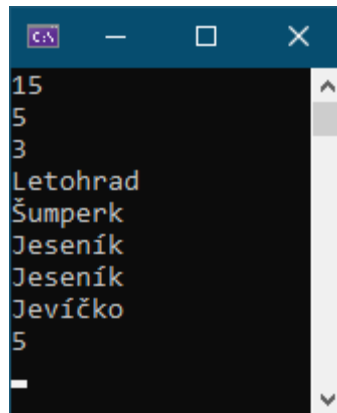 C:\
15
5
3
Letohrad
Šumperk
Jeseník
Jeseník
Jevíčko
5